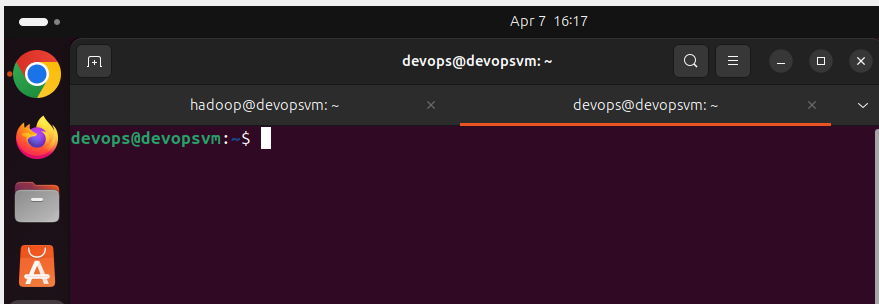 Apr 7 16:17
devops@devopsvm: ~
hadoop@devopsvm: ~
devops@devopsvm: ~
devops@devopsvm:~$